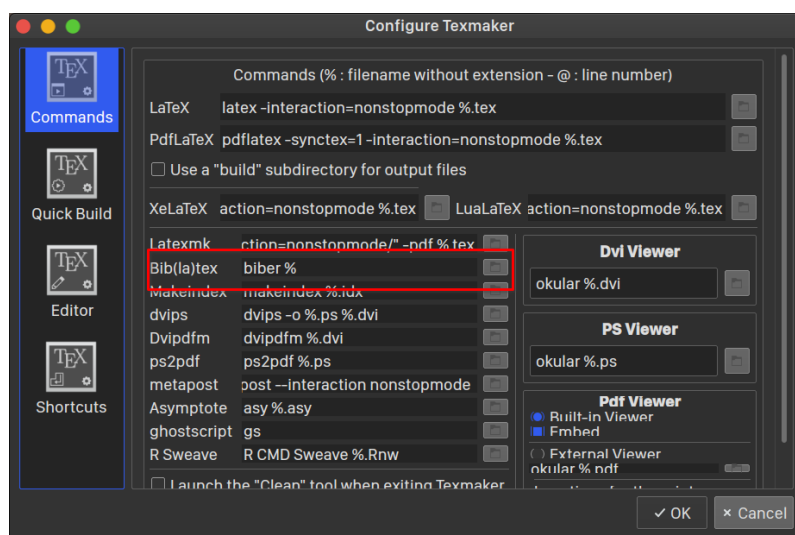 Configure Texmaker
TEX
Commands
TEX
Quick Build
TEX
Editor
TEX
Shortcuts
Commands (% : filename without extension - @ : line number)
LaTeX latex -interaction=nonstopmode %.tex
PdfLaTeX pdflatex -synctex=1 -interaction=nonstopmode %.tex
Use a "build" subdirectory for output files
XeLaTeX action=nonstopmode %.tex LuaLaTeX action=nonstopmode %.tex
Latexmk ction=nonstopmode/" -pdf %.tex
Bib(la)tex biber %
Makeindex makeindex %.idx
dvips dvips -o %.ps %.dvi
Dvipdfm dvipdfm %.dvi
ps2pdf ps2pdf %.ps
metapost post --interaction nonstopmode
Asymptote asy %.asy
ghostscript gs
R Sweave R CMD Sweave %.Rnw
Launch the "Clean" tool when exiting Texmaker
Dvi Viewer
okular %.dvi
PS Viewer
okular %.ps
Pdf Viewer
Built-in Viewer
Embed
External Viewer
okular %.pdf
OK
Cancel